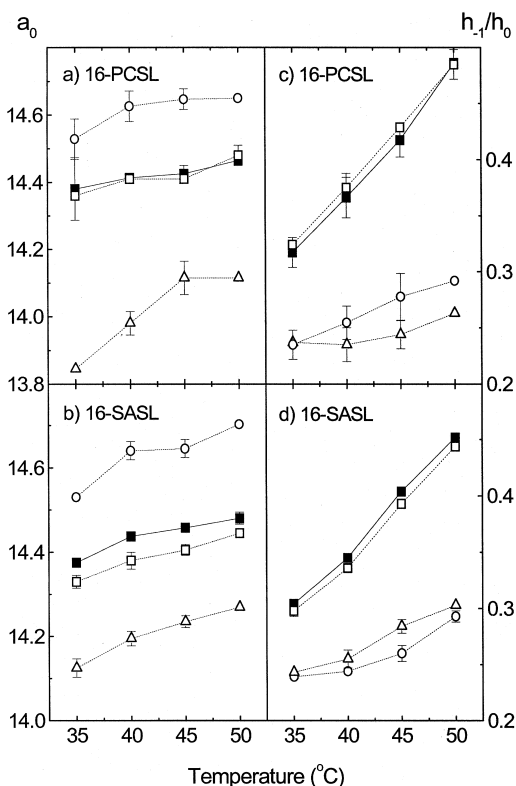 a0 h-1/h0
a) 16-PCSL c) 16-PCSL
14.6
14.4
0.4
14.2
0.3
14.0
13.8 0.2
b) 16-SASL d) 16-SASL
14.6
0.4
14.4
0.3
14.2
14.0 0.2
35 40 45 50 35 40 45 50
Temperature (°C)